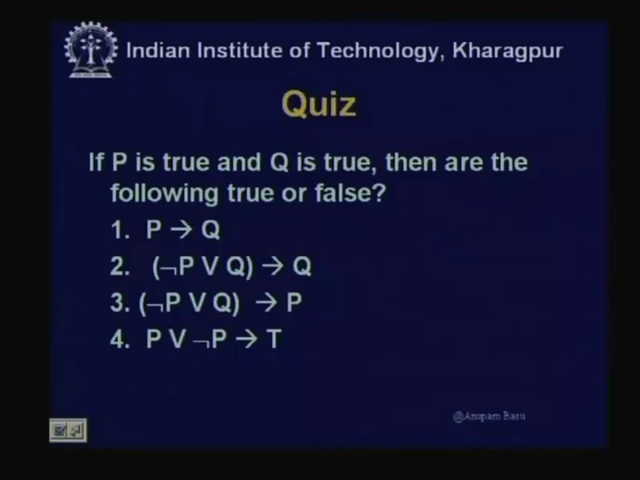 Indian Institute of Technology, Kharagpur
Quiz
If P is true and Q is true, then are the
following true or false?
1. P → Q
2. (¬P V Q) → Q
3. (¬P V Q) → P
4. P V ¬P → T
@Anupam Basu